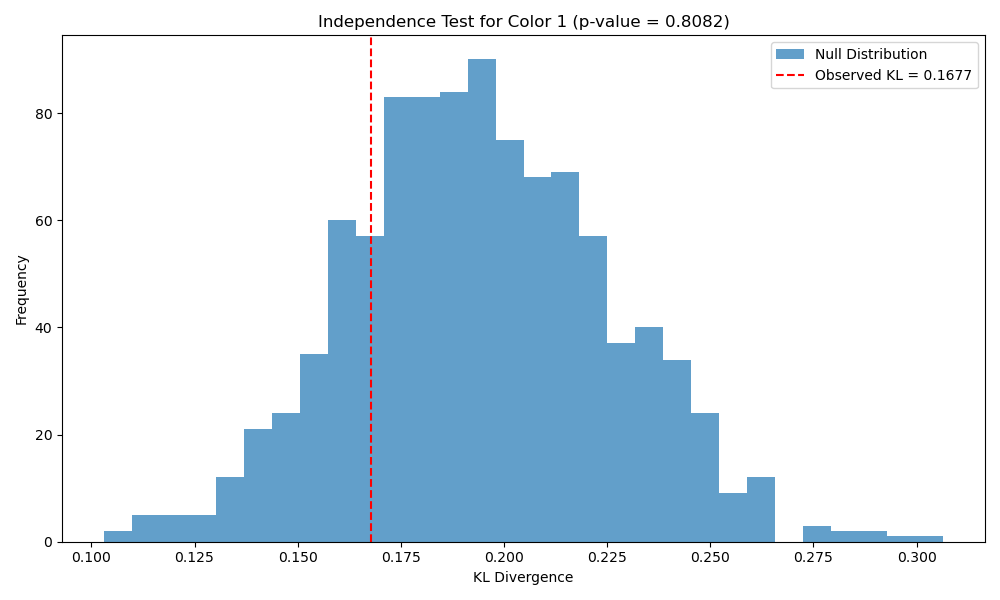 Independence Test for Color 1 (p-value = 0.8082)
Null Distribution
Observed KL = 0.1677
Frequency
80
60
40
20
0
0.100 0.125 0.150 0.175 0.200 0.225 0.250 0.275 0.300
KL Divergence